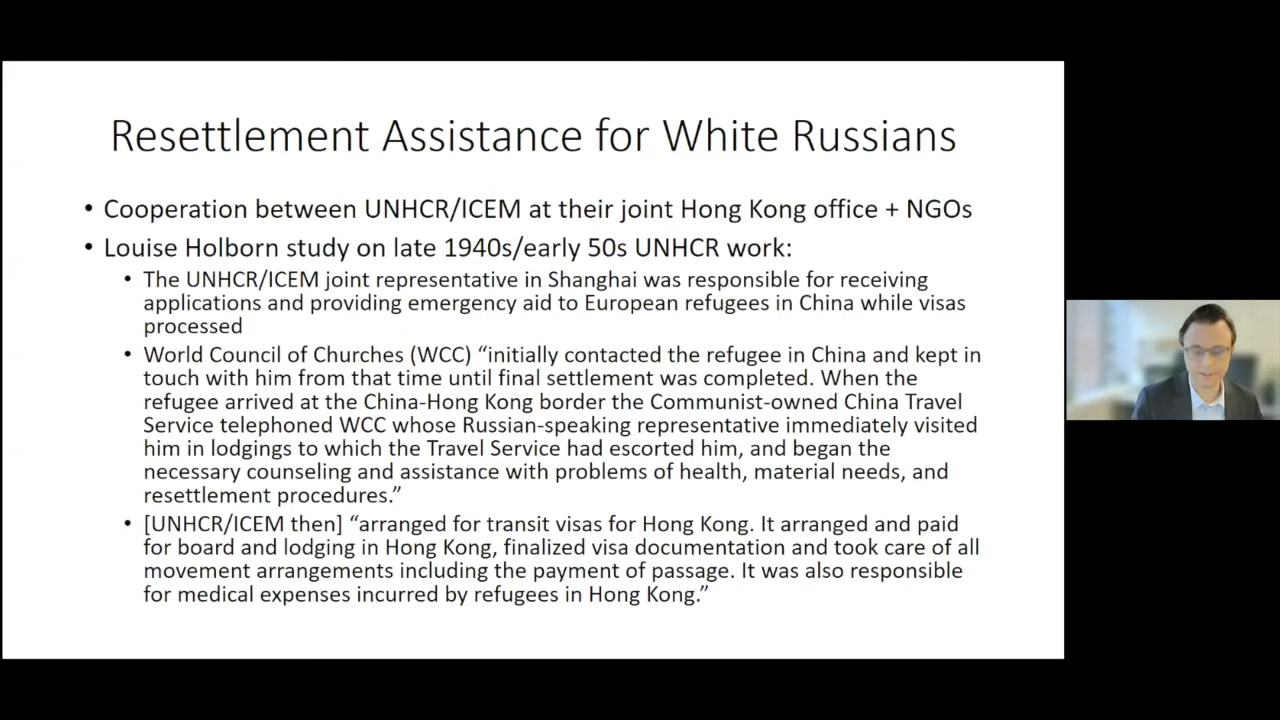 Resettlement Assistance for White Russians
• Cooperation between UNHCR/ICEM at their joint Hong Kong office + NGOs
• Louise Holborn study on late 1940s/early 50s UNHCR work:
• The UNHCR/ICEM joint representative in Shanghai was responsible for receiving
applications and providing emergency aid to European refugees in China while visas
processed
• World Council of Churches (WCC) “initially contacted the refugee in China and kept in
touch with him from that time until final settlement was completed. When the
refugee arrived at the China-Hong Kong border the Communist-owned China Travel
Service telephoned WCC whose Russian-speaking representative immediately visited
him in lodgings to which the Travel Service had escorted him, and began the
necessary counseling and assistance with problems of health, material needs, and
resettlement procedures.”
• [UNHCR/ICEM then] “arranged for transit visas for Hong Kong. It arranged and paid
for board and lodging in Hong Kong, finalized visa documentation and took care of all
movement arrangements including the payment of passage. It was also responsible
for medical expenses incurred by refugees in Hong Kong.”